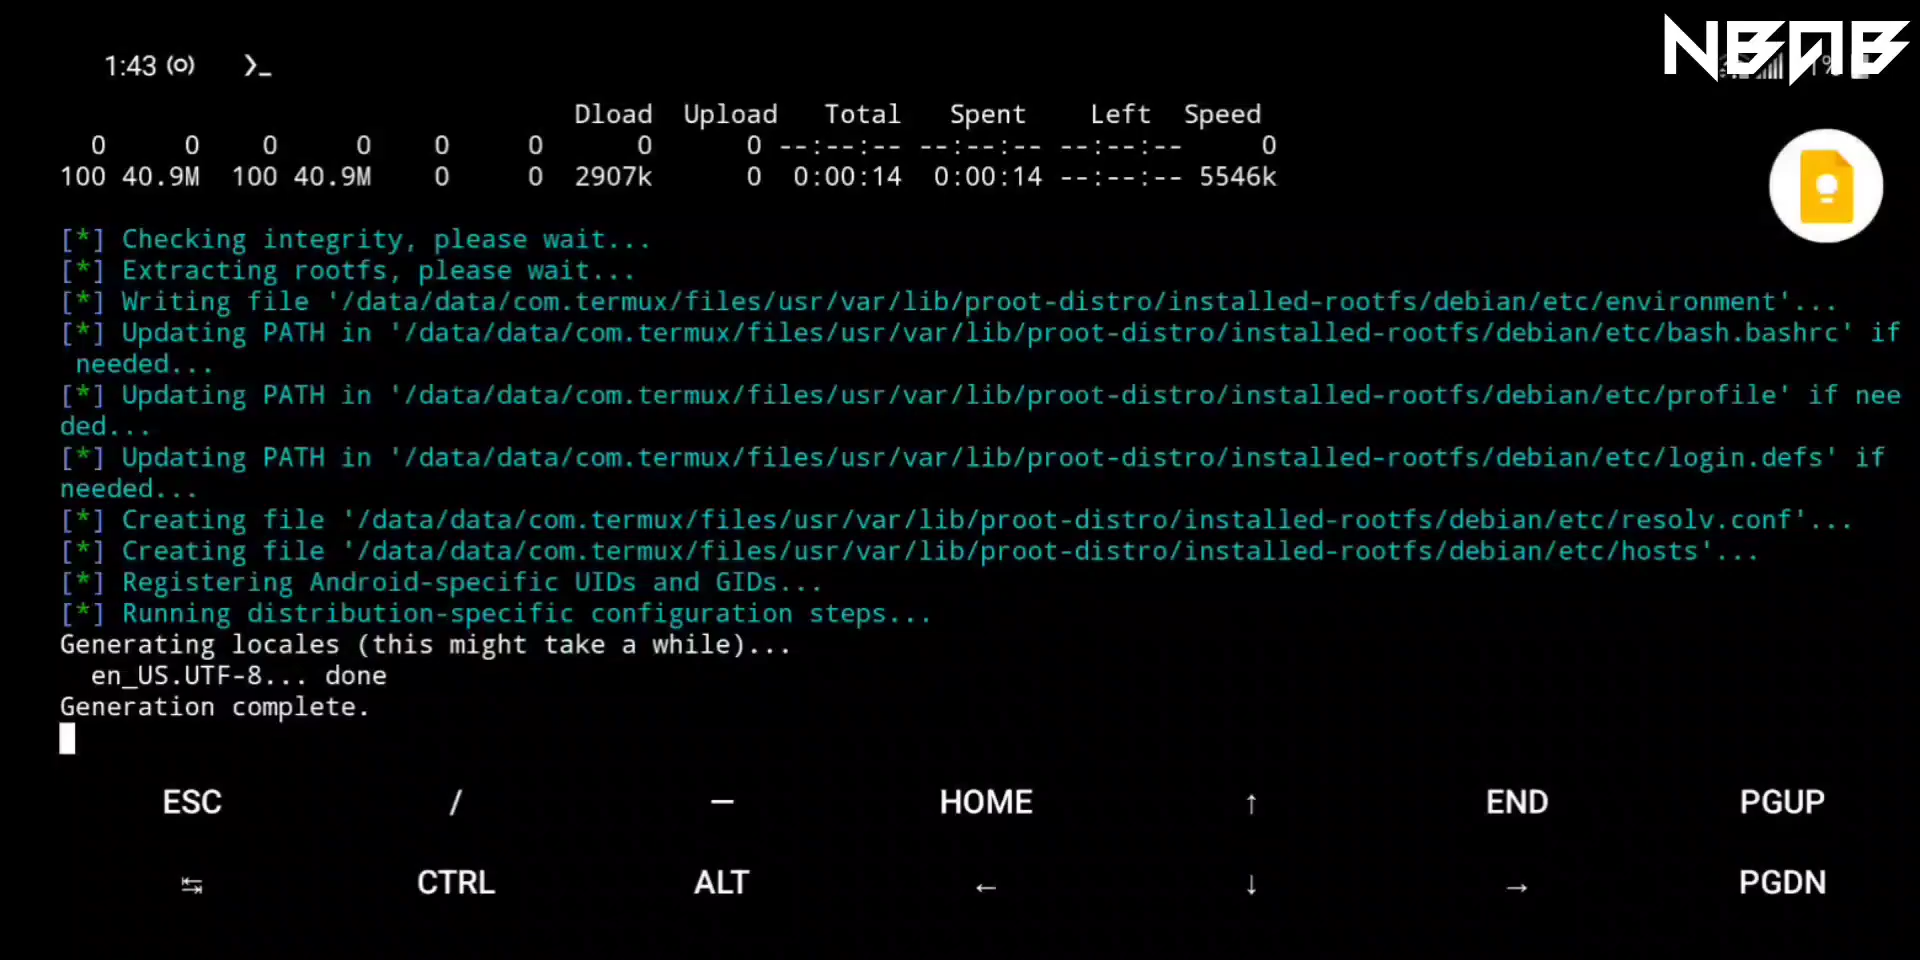 NBAB
1:43
>_
Dload Upload Total Spent Left Speed
0 0 0 0 0 0 0 0 --:--:-- --:--:-- --:--:-- 0
100 40.9M 100 40.9M 0 0 2907k 0 0:00:14 0:00:14 --:--:-- 5546k
[*] Checking integrity, please wait...
[*] Extracting rootfs, please wait...
[*] Writing file '/data/data/com.termux/files/usr/var/lib/proot-distro/installed-rootfs/debian/etc/environment'...
[*] Updating PATH in '/data/data/com.termux/files/usr/var/lib/proot-distro/installed-rootfs/debian/etc/bash.bashrc' if
needed...
[*] Updating PATH in '/data/data/com.termux/files/usr/var/lib/proot-distro/installed-rootfs/debian/etc/profile' if nee
ded...
[*] Updating PATH in '/data/data/com.termux/files/usr/var/lib/proot-distro/installed-rootfs/debian/etc/login.defs' if
needed...
[*] Creating file '/data/data/com.termux/files/usr/var/lib/proot-distro/installed-rootfs/debian/etc/resolv.conf'...
[*] Creating file '/data/data/com.termux/files/usr/var/lib/proot-distro/installed-rootfs/debian/etc/hosts'...
[*] Registering Android-specific UIDs and GIDs...
[*] Running distribution-specific configuration steps...
Generating locales (this might take a while)...
en_US.UTF-8... done
Generation complete.
ESC / — HOME ↑ END PGUP
↹ CTRL ALT ← ↓ → PGDN